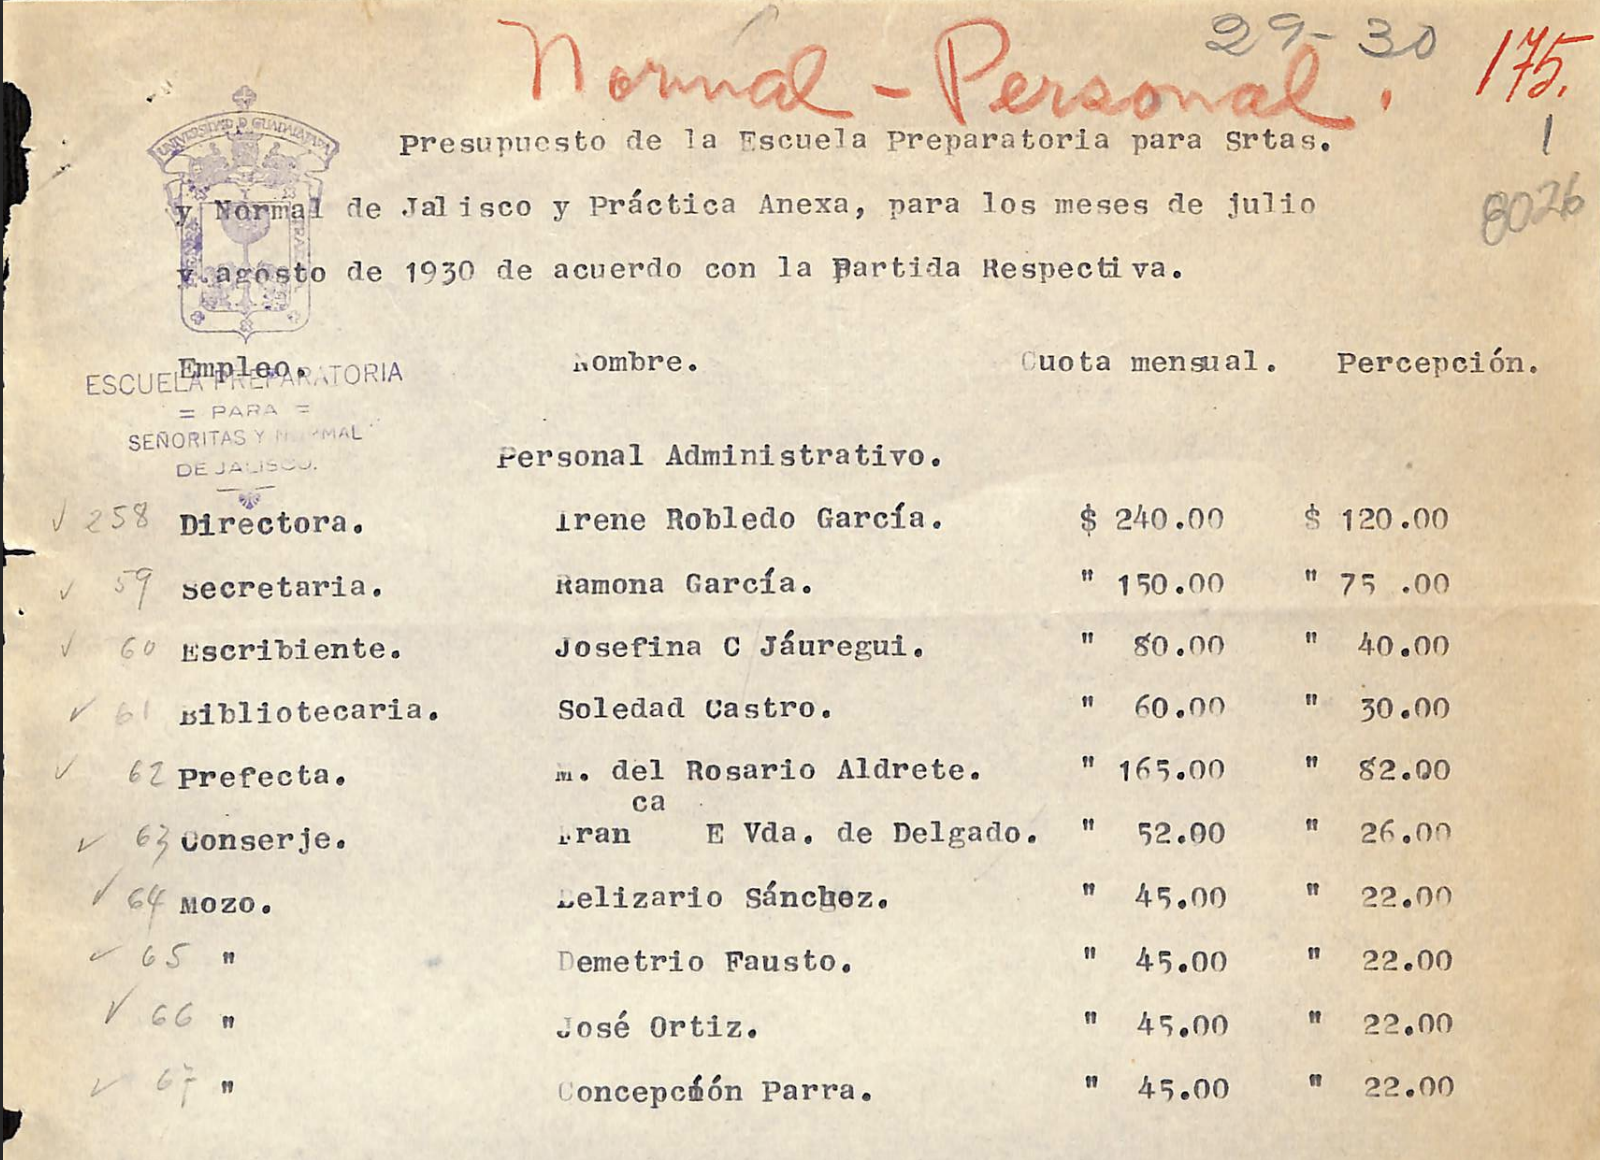 29-30
Normal - Personal.
175.
1
8026
UNIVERSIDAD D GUADALAJARA
Presupuesto de la Escuela Preparatoria para Srtas.
y Normal de Jalisco y Práctica Anexa, para los meses de julio
y.agosto de 1930 de acuerdo con la Partida Respectiva.
Empleo. Nombre. Cuota mensual. Percepción.
ESCUELA PREPARATORIA
= PARA =
SEÑORITAS Y NORMAL
DE JALISCO.
Personal Administrativo.
258 Directora. Irene Robledo García. $ 240.00 $ 120.00
59 Secretaria. Ramona García. " 150.00 " 75 .00
60 Escribiente. Josefina C Jáuregui. " 80.00 " 40.00
61 Bibliotecaria. Soledad Castro. " 60.00 " 30.00
62 Prefecta. M. del Rosario Aldrete. " 165.00 " 82.00
63 Conserje. Franca E Vda. de Delgado. " 52.00 " 26.00
64 Mozo. Belizario Sánchez. " 45.00 " 22.00
65 " Demetrio Fausto. " 45.00 " 22.00
66 " José Ortiz. " 45.00 " 22.00
67 " Concepción Parra. " 45.00 " 22.00